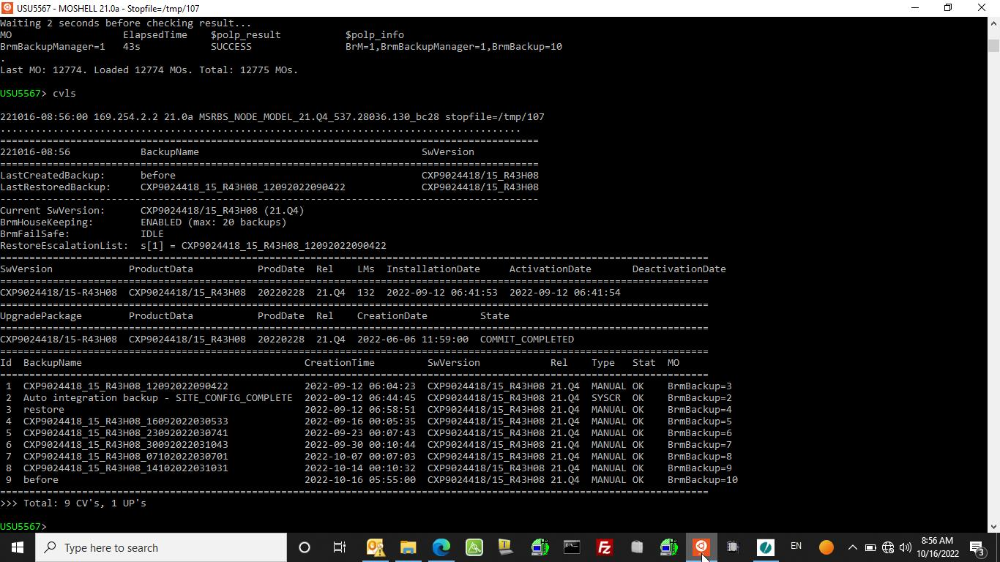 USU5567 - MOSHELL 21.0a - Stopfile=/tmp/107
Waiting 2 seconds before checking result...
MO ElapsedTime $polp_result $polp_info
BrmBackupManager=1 43s SUCCESS BrM=1,BrmBackupManager=1,BrmBackup=10
.
Last MO: 12774. Loaded 12774 MOs. Total: 12775 MOs.
USU5567> cvls
221016-08:56:00 169.254.2.2 21.0a MSRBS_NODE_MODEL_21.Q4_537.28036.130_bc28 stopfile=/tmp/107
.........................................................................................
============================================================================================
221016-08:56 BackupName SwVersion
============================================================================================
LastCreatedBackup: before CXP9024418/15_R43H08
LastRestoredBackup: CXP9024418_15_R43H08_12092022090422 CXP9024418/15_R43H08
--------------------------------------------------------------------------------------------
Current SwVersion: CXP9024418/15_R43H08 (21.Q4)
BrmHouseKeeping: ENABLED (max: 20 backups)
BrmFailSafe: IDLE
RestoreEscalationList: s[1] = CXP9024418_15_R43H08_12092022090422
=========================================================================================================================
SwVersion ProductData ProdDate Rel LMs InstallationDate ActivationDate DeactivationDate
=========================================================================================================================
CXP9024418/15-R43H08 CXP9024418/15_R43H08 20220228 21.Q4 132 2022-09-12 06:41:53 2022-09-12 06:41:54
=========================================================================================================================
UpgradePackage ProductData ProdDate Rel CreationDate State
=========================================================================================================================
CXP9024418/15-R43H08 CXP9024418/15_R43H08 20220228 21.Q4 2022-06-06 11:59:00 COMMIT_COMPLETED
=========================================================================================================================
Id BackupName CreationTime SwVersion Rel Type Stat MO
=========================================================================================================================
1 CXP9024418_15_R43H08_12092022090422 2022-09-12 06:04:23 CXP9024418/15_R43H08 21.Q4 MANUAL OK BrmBackup=3
2 Auto integration backup - SITE_CONFIG_COMPLETE 2022-09-12 06:44:45 CXP9024418/15_R43H08 21.Q4 SYSCR OK BrmBackup=2
3 restore 2022-09-12 06:58:51 CXP9024418/15_R43H08 21.Q4 MANUAL OK BrmBackup=4
4 CXP9024418_15_R43H08_16092022030533 2022-09-16 00:05:35 CXP9024418/15_R43H08 21.Q4 MANUAL OK BrmBackup=5
5 CXP9024418_15_R43H08_23092022030741 2022-09-23 00:07:43 CXP9024418/15_R43H08 21.Q4 MANUAL OK BrmBackup=6
6 CXP9024418_15_R43H08_30092022031043 2022-09-30 00:10:44 CXP9024418/15_R43H08 21.Q4 MANUAL OK BrmBackup=7
7 CXP9024418_15_R43H08_07102022030701 2022-10-07 00:07:03 CXP9024418/15_R43H08 21.Q4 MANUAL OK BrmBackup=8
8 CXP9024418_15_R43H08_14102022031031 2022-10-14 00:10:32 CXP9024418/15_R43H08 21.Q4 MANUAL OK BrmBackup=9
9 before 2022-10-16 05:55:00 CXP9024418/15_R43H08 21.Q4 MANUAL OK BrmBackup=10
=========================================================================================================================
>>> Total: 9 CV's, 1 UP's
USU5567>
Type here to search
EN
8:56 AM
10/16/2022
3